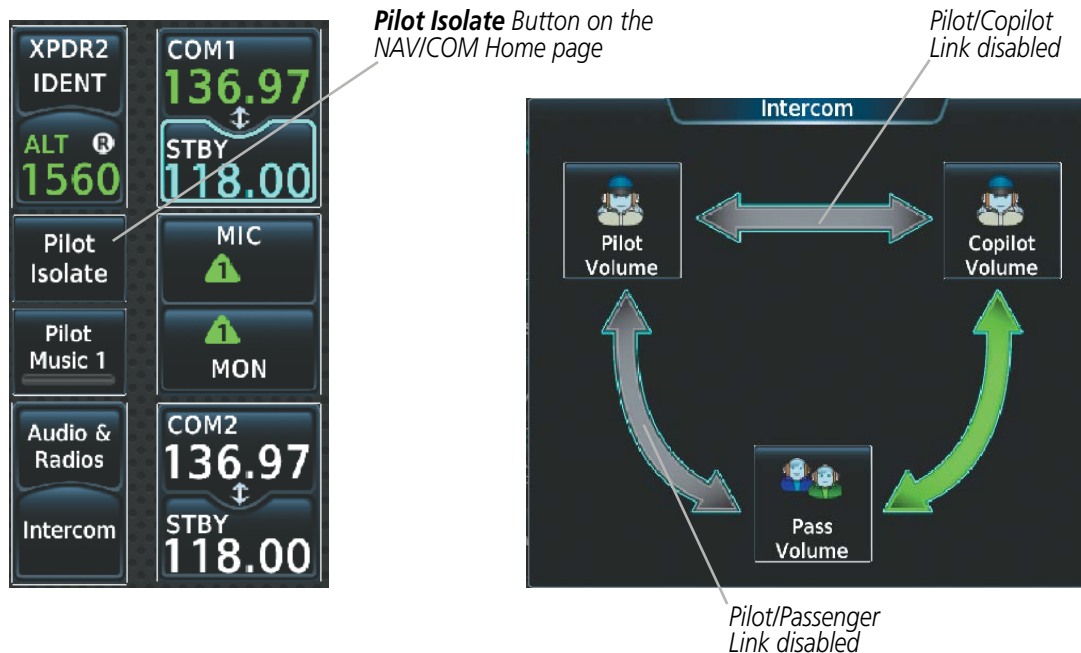 Pilot Isolate Button on the
NAV/COM Home page
Pilot/Copilot
Link disabled
XPDR2
IDENT
ALT R
1560
COM1
136.97
STBY
118.00
Pilot
Isolate
MIC
1
Pilot
Music 1
1
MON
Audio &
Radios
Intercom
COM2
136.97
STBY
118.00
Intercom
Pilot
Volume
Copilot
Volume
Pass
Volume
Pilot/Passenger
Link disabled